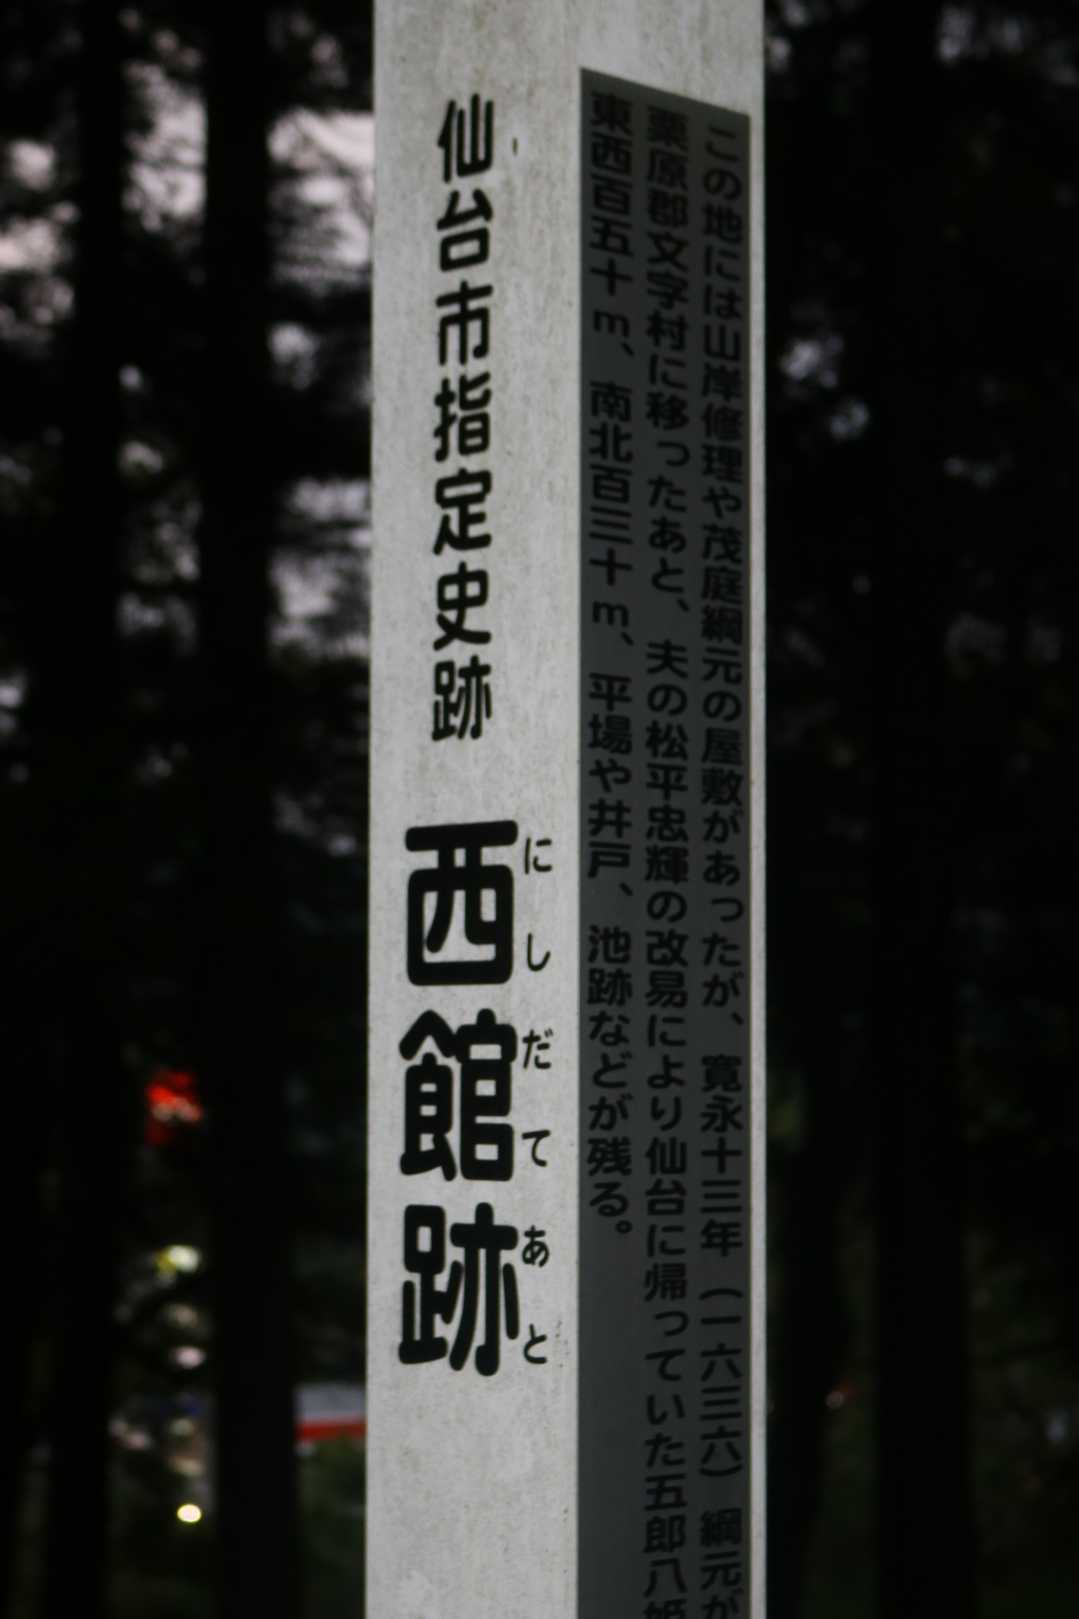 仙台市指定史跡 西館跡
にしだてあと
この地には山岸修理や茂庭綱元の屋敷があったが、寛永十三年（一六三六）綱元が
栗原郡文字村に移ったあと、夫の松平忠輝の改易により仙台に帰っていた五郎八姫
東西百五十m、南北百三十m、平場や井戸、池跡などが残る。